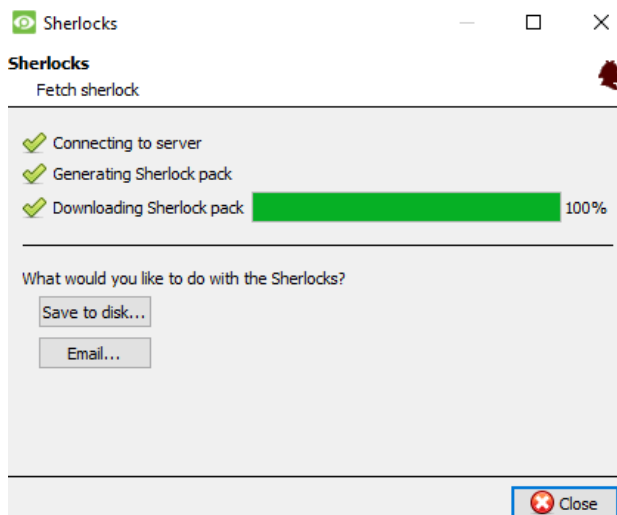 Sherlocks
Sherlocks
Fetch sherlock
Connecting to server
Generating Sherlock pack
Downloading Sherlock pack 100%
What would you like to do with the Sherlocks?
Save to disk...
Email...
Close